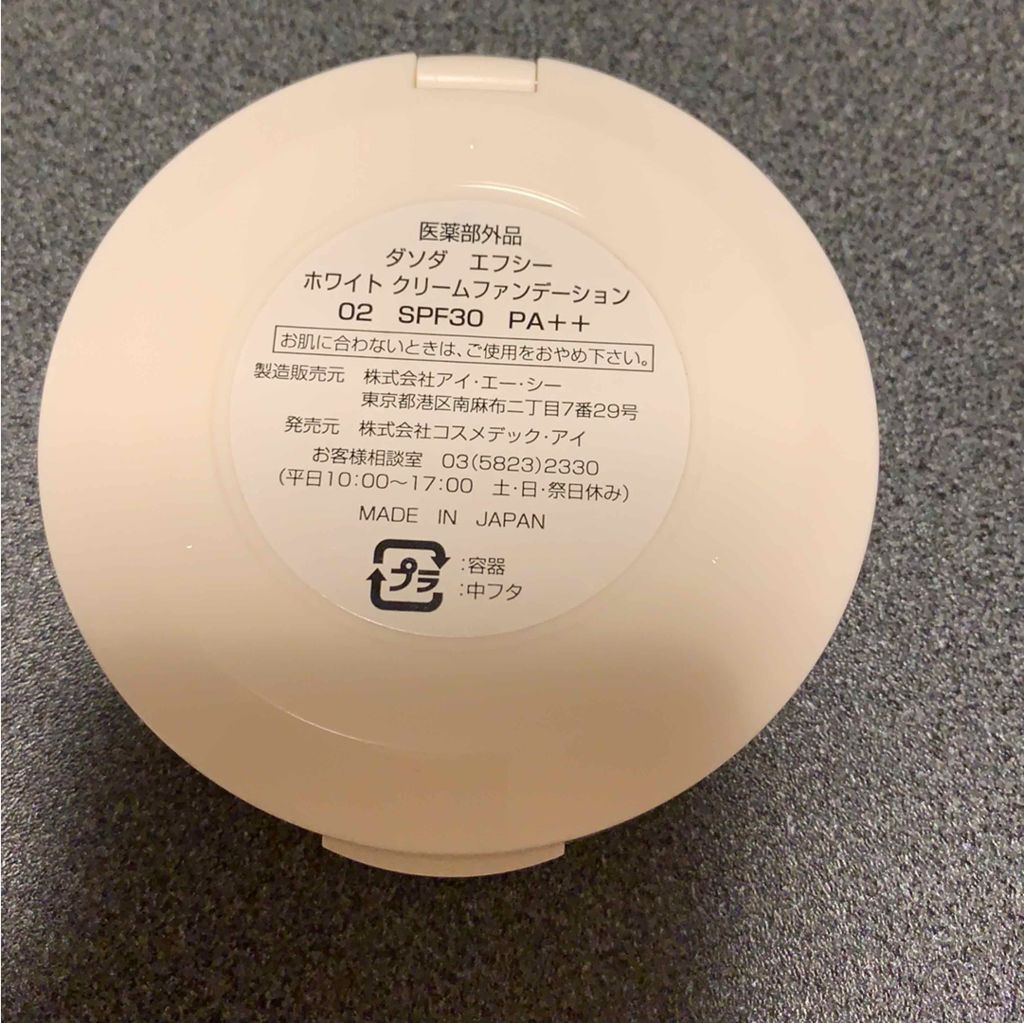 医薬部外品
ダソダ　エフシー
ホワイト クリームファンデーション
02　SPF30　PA++
お肌に合わないときは、ご使用をおやめ下さい。
製造販売元　株式会社アイ・エー・シー
東京都港区南麻布二丁目7番29号
発売元　株式会社コスメデック・アイ
お客様相談室　03(5823)2330
(平日10:00～17:00　土・日・祭日休み)
MADE IN JAPAN
プラ :容器
:中フタ